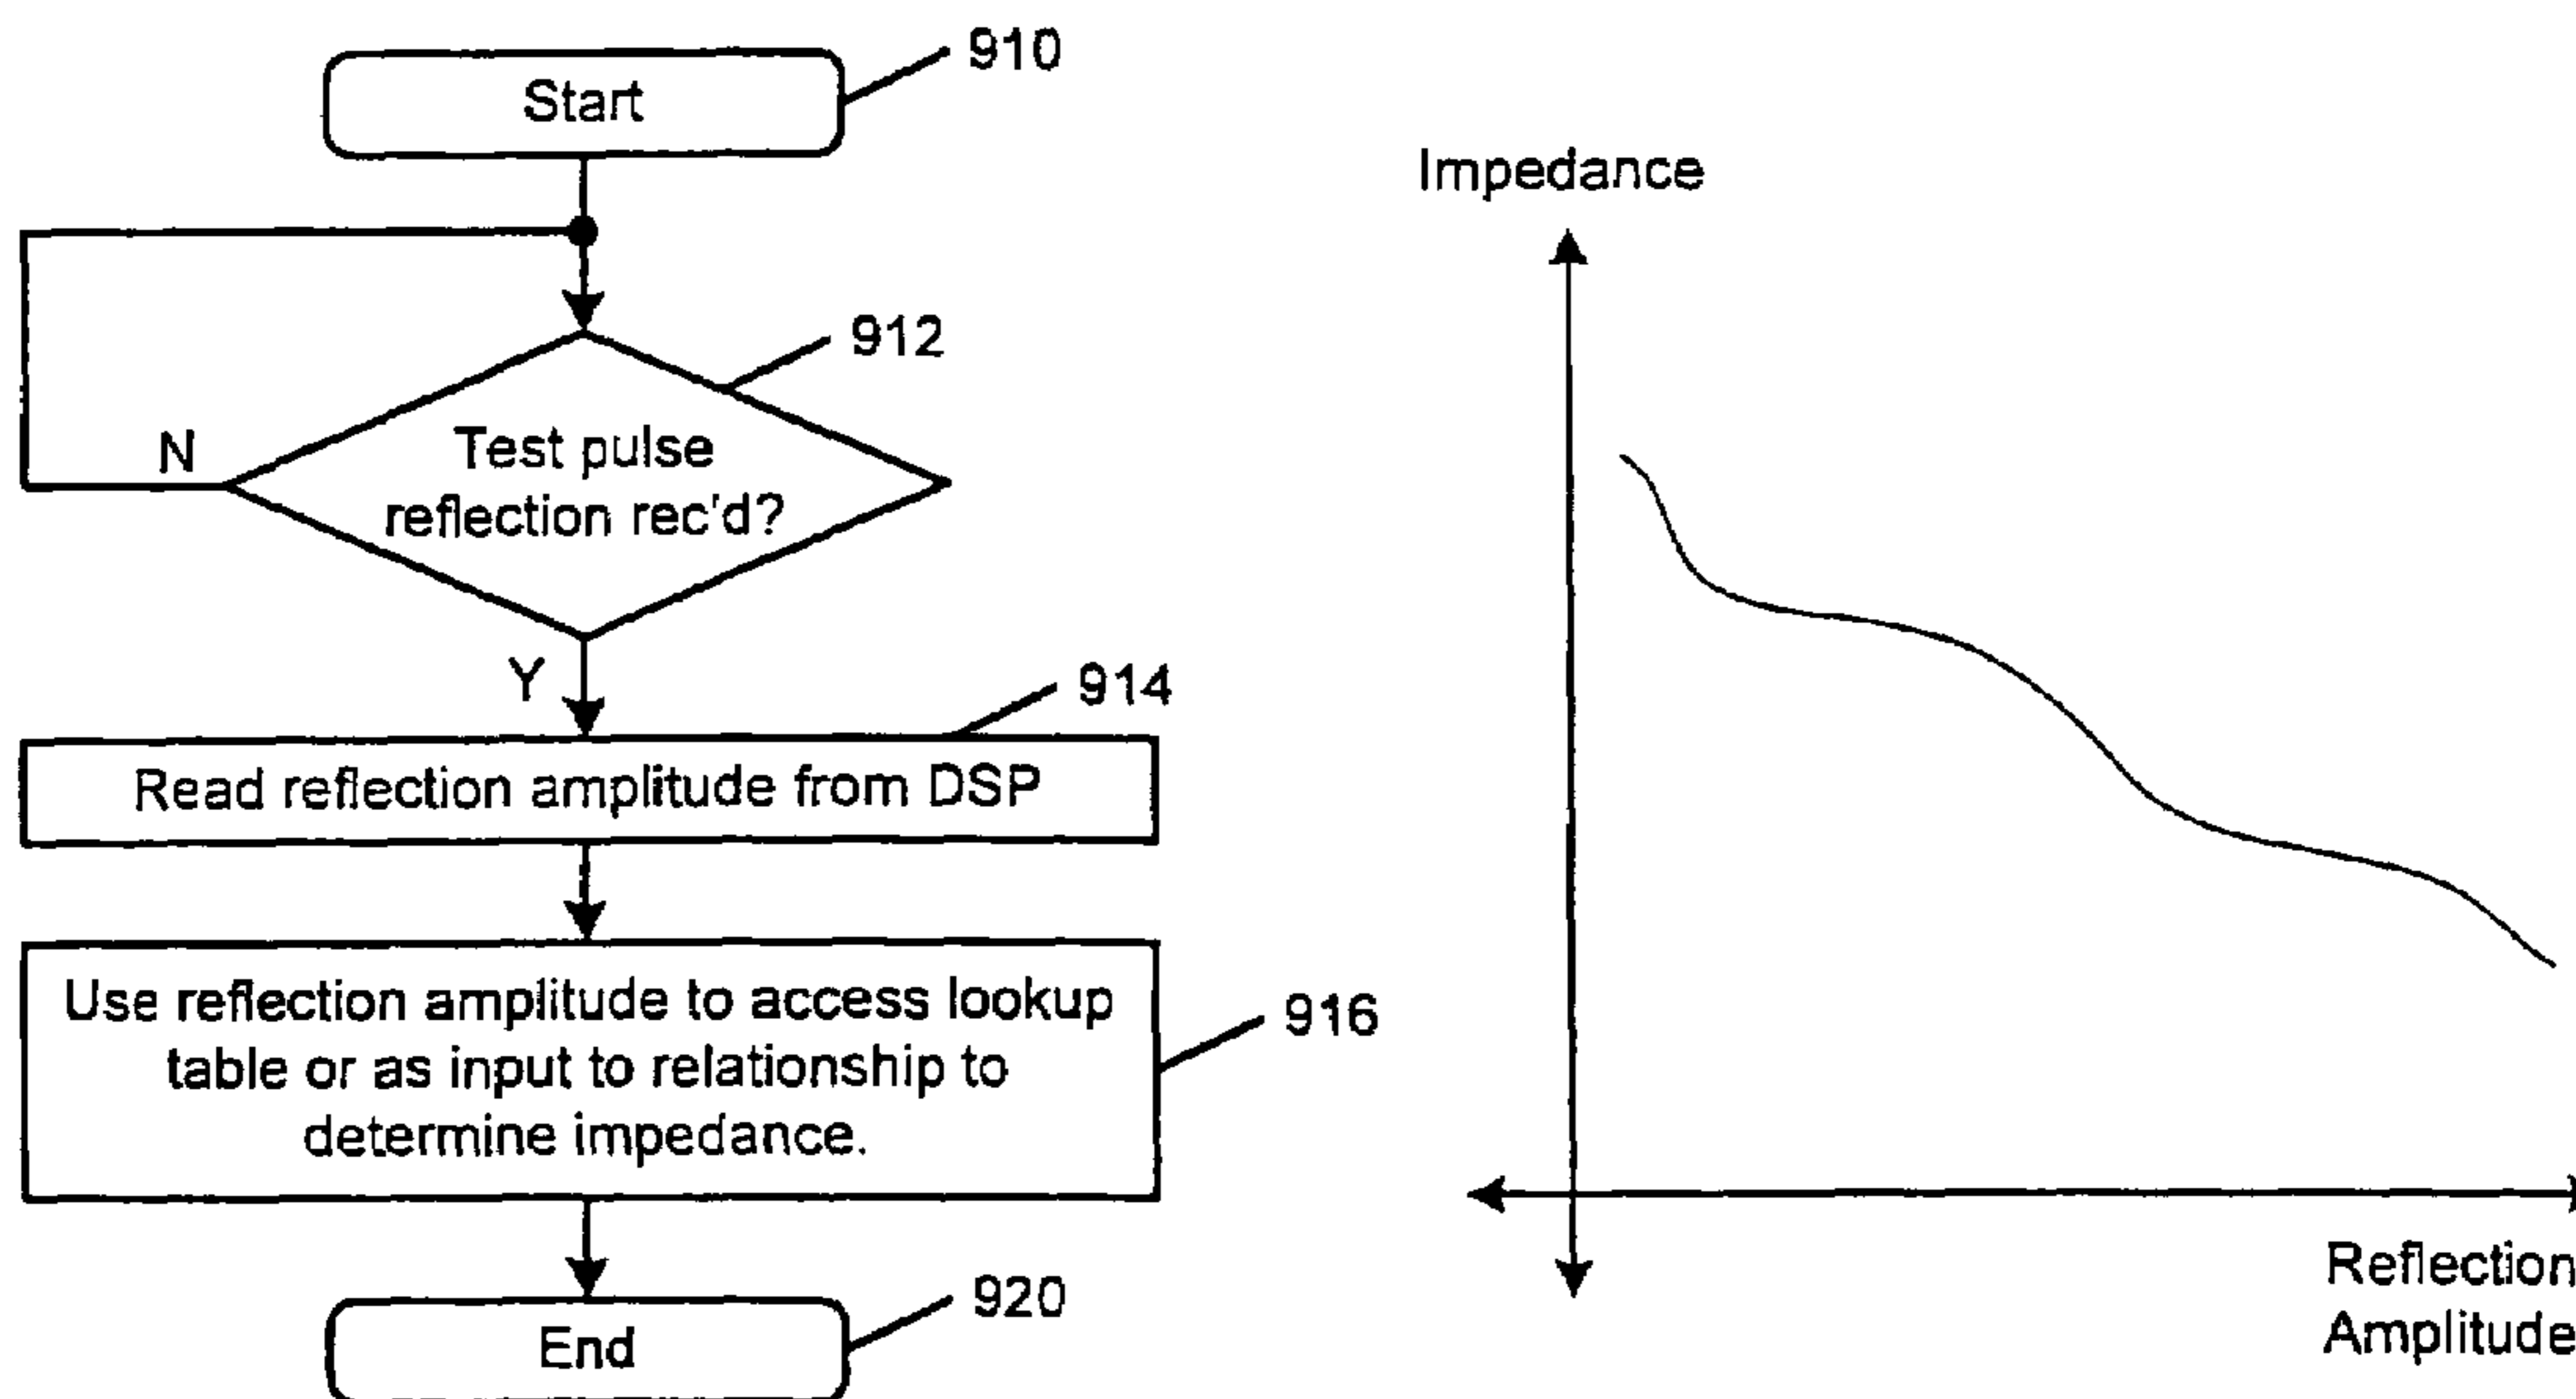 Start
910
912
N
Test pulse
reflection rec'd?
Y
914
Read reflection amplitude from DSP
Use reflection amplitude to access lookup
table or as input to relationship to
determine impedance.
916
End
920
Impedance
Reflection
Amplitude